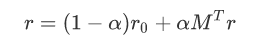 r = (1 − α)r₀ + αMᵀr